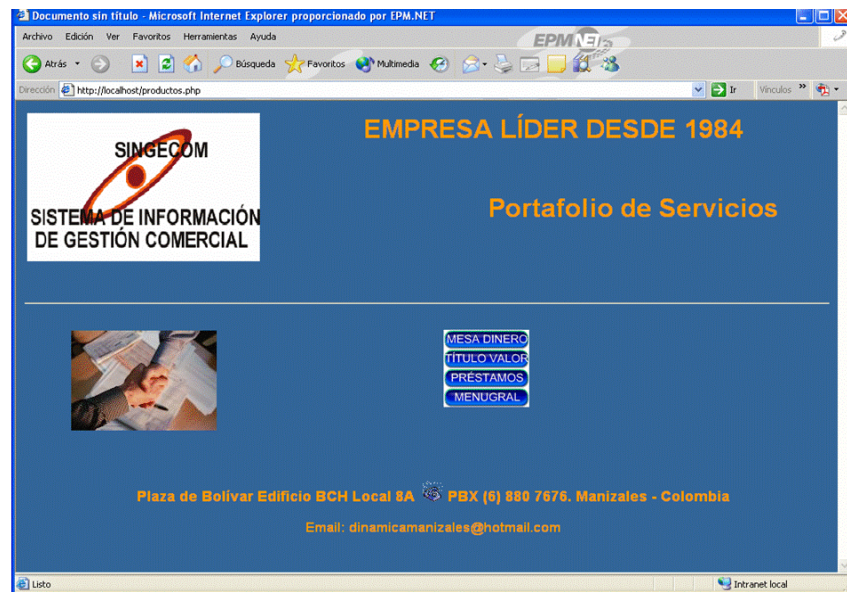 Documento sin título - Microsoft Internet Explorer proporcionado por EPM.NET
Archivo Edición Ver Favoritos Herramientas Ayuda
EPMNET
Atrás Búsqueda Favoritos Multimedia
Dirección http://localhost/productos.php Ir Vínculos »
EMPRESA LÍDER DESDE 1984
SINGECOM
Portafolio de Servicios
SISTEMA DE INFORMACIÓN
DE GESTIÓN COMERCIAL
MESA DINERO
TÍTULO VALOR
PRÉSTAMOS
MENUGRAL
Plaza de Bolivar Edificio BCH Local 8A PBX (6) 880 7676. Manizales - Colombia
Email: dinamicamanizales@hotmail.com
Listo Intranet local